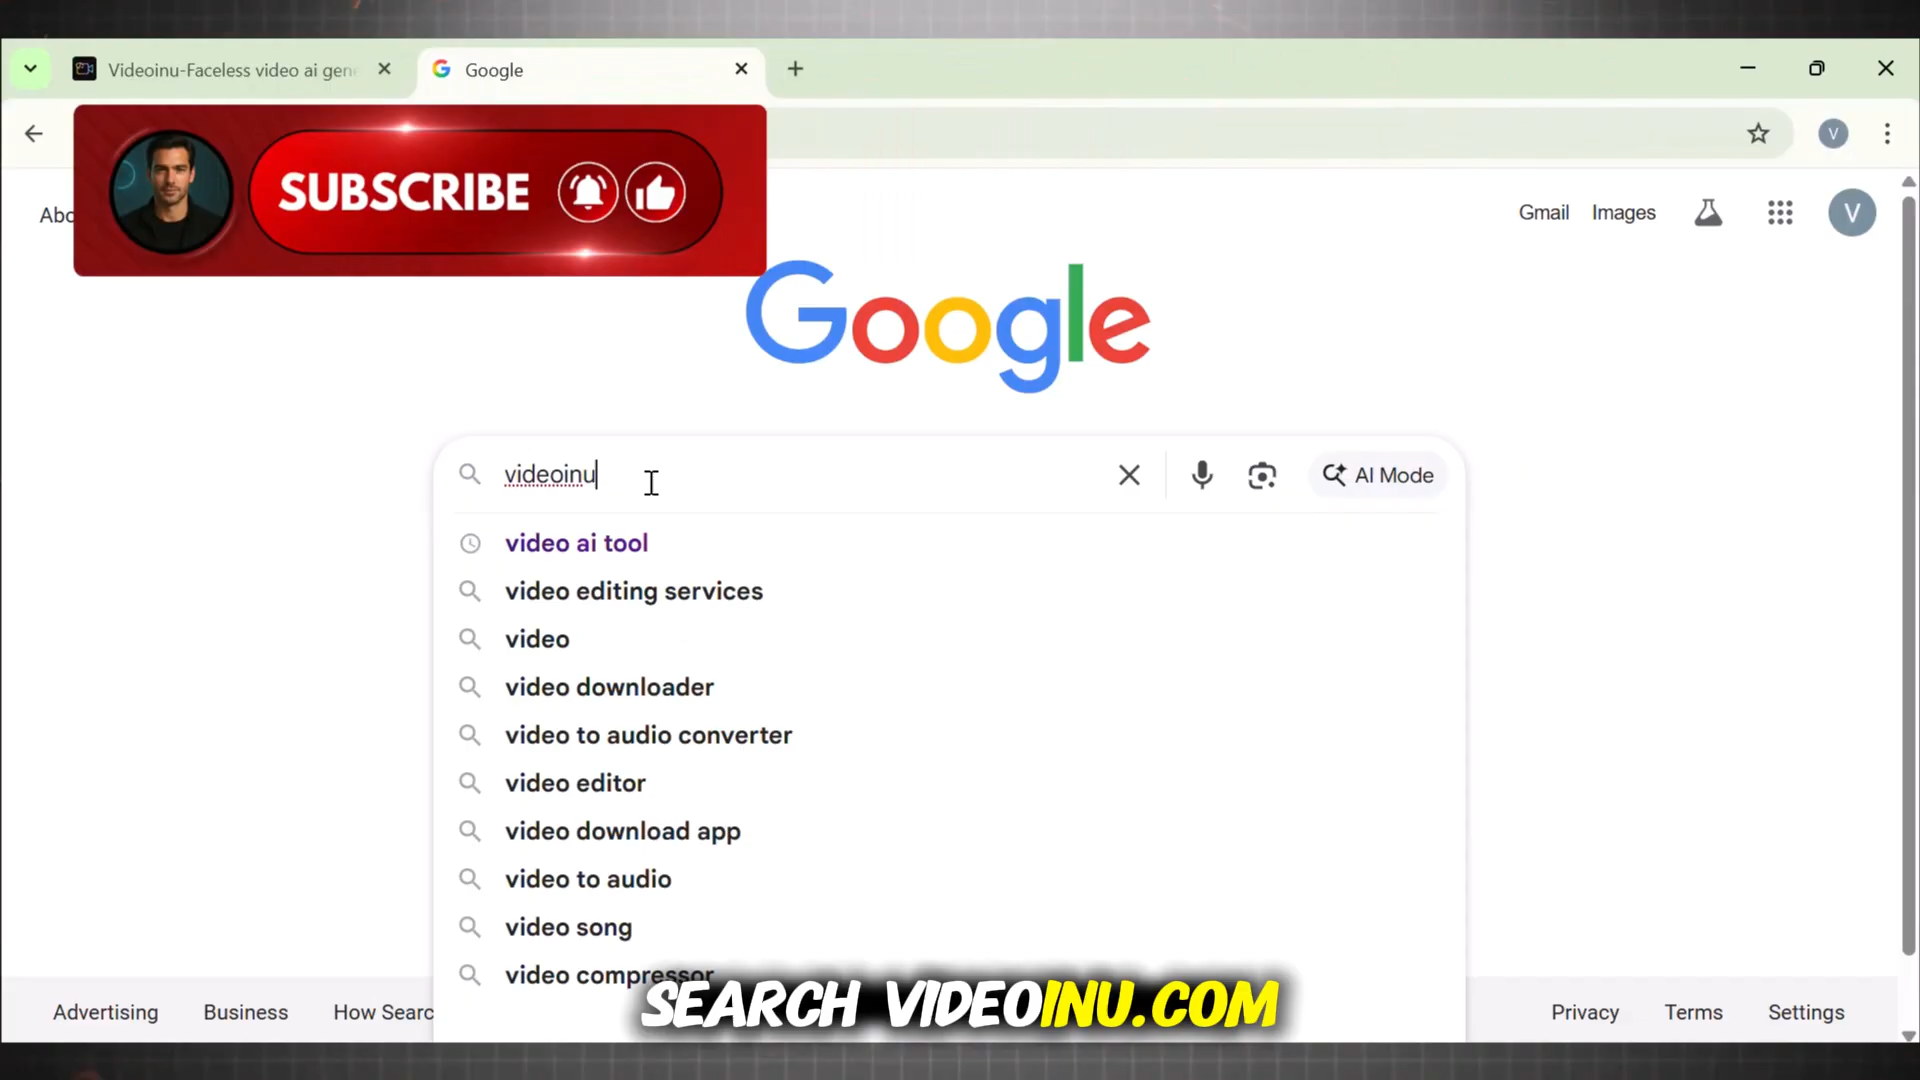 Videoinu-Faceless video ai gene
Google
V
SUBSCRIBE
Abo
Gmail
Images
V
Google
videoinu
AI Mode
video ai tool
video editing services
video
video downloader
video to audio converter
video editor
video download app
video to audio
video song
video compressor
SEARCH VIDEOINU.COM
Advertising
Business
How Searc
Privacy
Terms
Settings